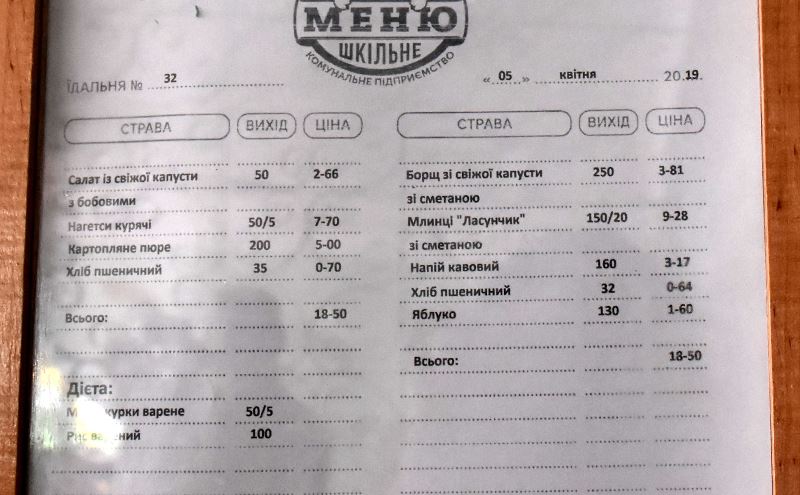 МЕНЮ
ШКІЛЬНЕ
КОМУНАЛЬНЕ ПІДПРИЄМСТВО
ЇДАЛЬНЯ № 32
« 05 » квітня 2019.
СТРАВА ВИХІД ЦІНА
Салат із свіжої капусти 50 2-66
з бобовими
Нагетси курячі 50/5 7-70
Картопляне пюре 200 5-00
Хліб пшеничний 35 0-70
Всього: 18-50
Дієта:
курки варене 50/5
Рис варений 100
СТРАВА ВИХІД ЦІНА
Борщ зі свіжої капусти 250 3-81
зі сметаною
Млинці "Ласунчик" 150/20 9-28
зі сметаною
Напій кавовий 160 3-17
Хліб пшеничний 32 0-64
Яблуко 130 1-60
Всього: 18-50